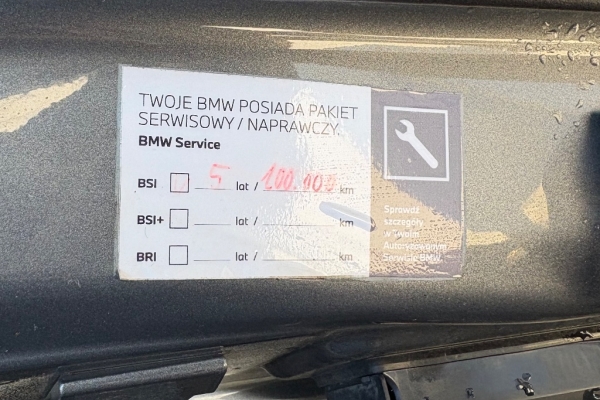 TWOJE BMW POSIADA PAKIET
SERWISOWY / NAPRAWCZY.
BMW Service
BSI 5 lat / 100.000 km
BSI+ lat / km
BRI lat / km
Sprawdź
szczegóły
w Twoim
Autoryzowanym
Serwisie BMW.